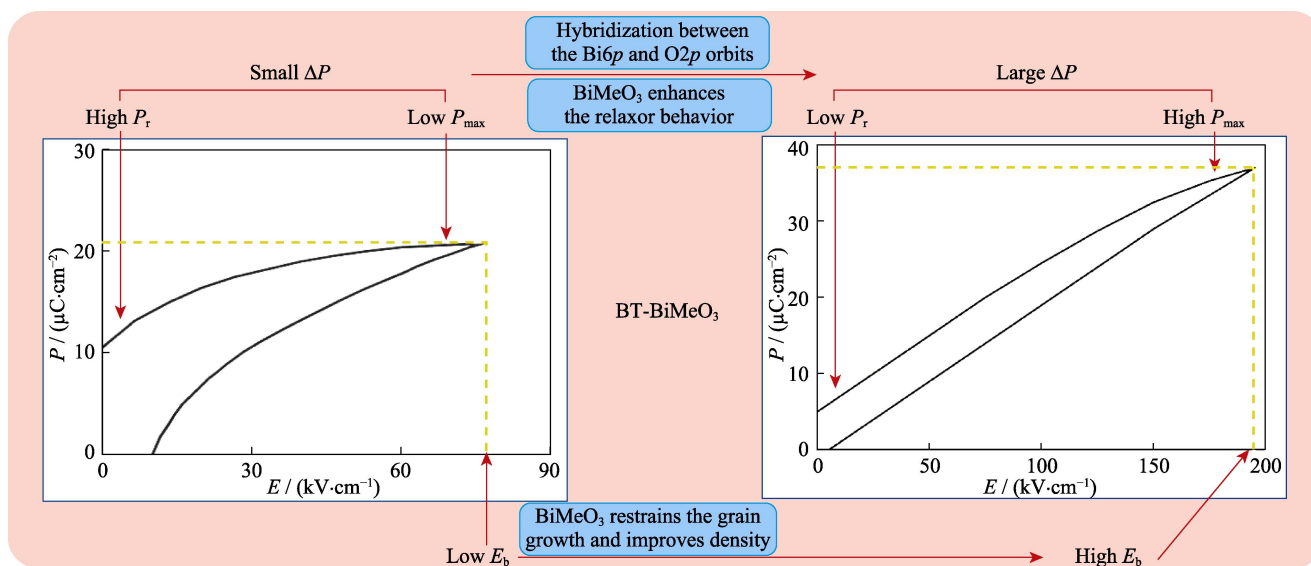 Hybridization between
the Bi6p and O2p orbits
Small ΔP
Large ΔP
BiMeO₃ enhances
the relaxor behavior
High Pᵣ
Low Pmax
Low Pᵣ
High Pmax
30
20
10
0
P / (μC·cm⁻²)
0
30
60
90
E / (kV·cm⁻¹)
BT-BiMeO₃
40
30
20
10
0
P / (μC·cm⁻²)
0
50
100
150
200
E / (kV·cm⁻¹)
BiMeO₃ restrains the grain
growth and improves density
Low Eb
High Eb